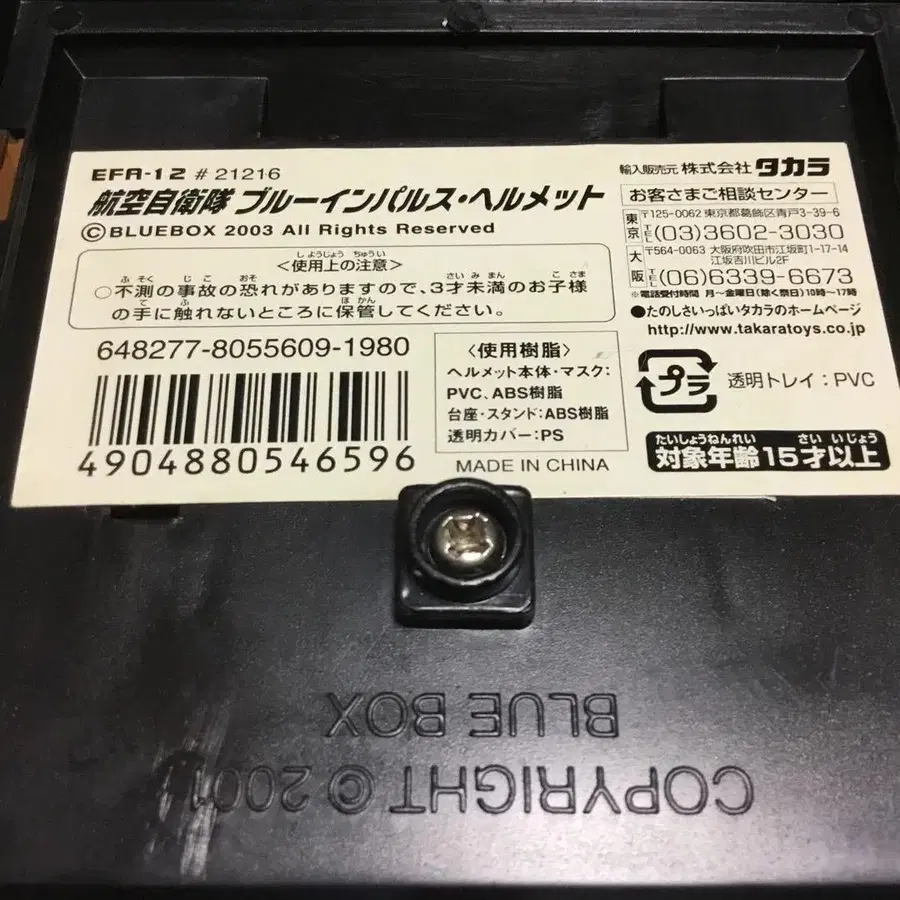 EFA-12 # 21216
航空自衛隊 ブルーインパルス・ヘルメット
©BLUEBOX 2003 All Rights Reserved
しようじょう ちゅうい
<使用上の注意>
ふそく じこ おそ さいみまん こさま
○不測の事故の恐れがありますので、3才未満のお子様
て ふ ほかん
の手に触れないところに保管してください。
648277-8055609-1980
4904880546596
〈使用樹脂〉
ヘルメット本体・マスク:
PVC、ABS樹脂
台座・スタンド:ABS樹脂
透明カバー:PS
MADE IN CHINA
輸入販売元 株式会社 タカラ
お客さまご相談センター
東京 TEL 〒125-0062 東京都葛飾区青戸3-39-6
(03)3602-3030
大阪 TEL 〒564-0063 大阪府吹田市江坂町1-17-14
江坂吉川ビル2F
(06)6339-6673
※電話受付時間 月~金曜日(除く祭日)10時~17時
●たのしさいっぱいタカラのホームページ
http://www.takaratoys.co.jp
プラ 透明トレイ:PVC
たいしょうねんれい さい いじょう
対象年齢15才以上
BLUE BOX
COPYRIGHT © 2001